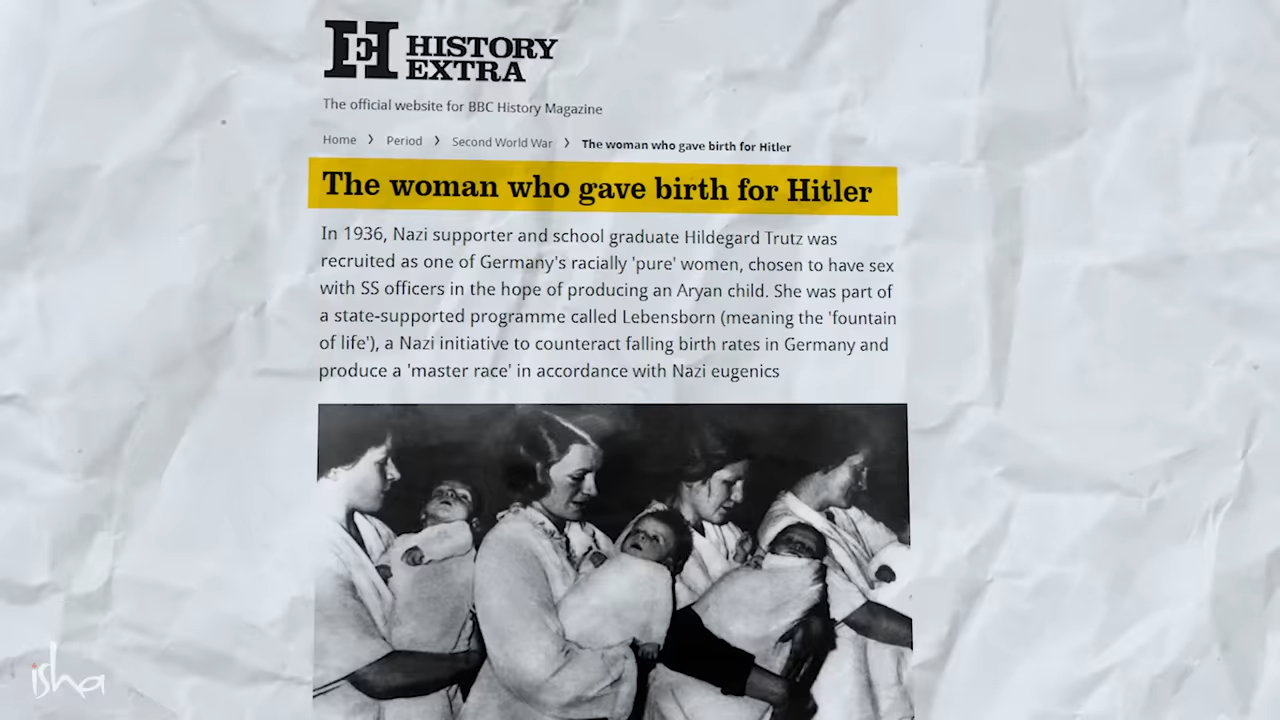 HE HISTORY
EXTRA
The official website for BBC History Magazine
Home > Period > Second World War > The woman who gave birth for Hitler
The woman who gave birth for Hitler
In 1936, Nazi supporter and school graduate Hildegard Trutz was
recruited as one of Germany's racially 'pure' women, chosen to have sex
with SS officers in the hope of producing an Aryan child. She was part of
a state-supported programme called Lebensborn (meaning the 'fountain
of life'), a Nazi initiative to counteract falling birth rates in Germany and
produce a 'master race' in accordance with Nazi eugenics
isha